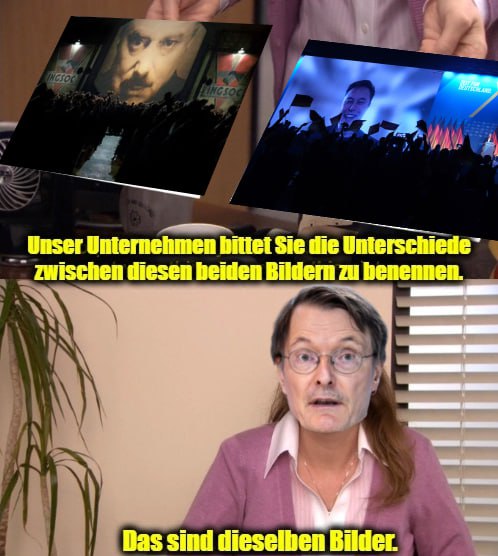 INGSOC
INGSOC
ZEIT FÜR
DEUTSCHLAND
Unser Unternehmen bittet Sie die Unterschiede
zwischen diesen beiden Bildern zu benennen.
Das sind dieselben Bilder.